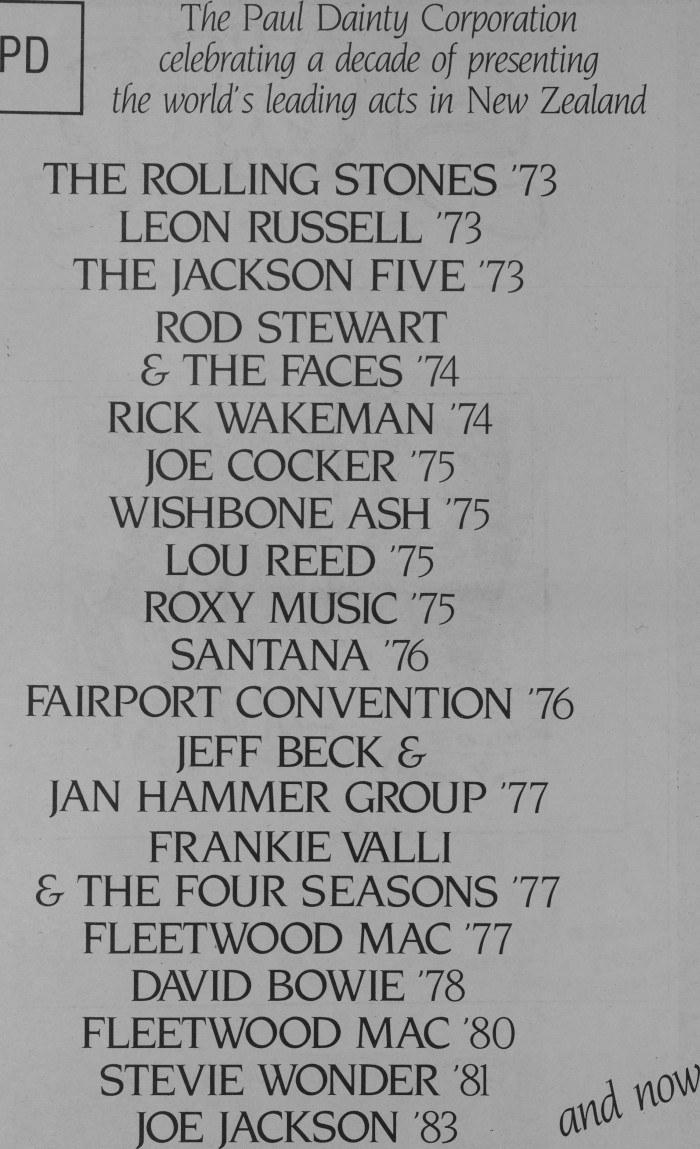 PD
The Paul Dainty Corporation
celebrating a decade of presenting
the world's leading acts in New Zealand
THE ROLLING STONES '73
LEON RUSSELL '73
THE JACKSON FIVE '73
ROD STEWART
& THE FACES '74
RICK WAKEMAN '74
JOE COCKER '75
WISHBONE ASH '75
LOU REED '75
ROXY MUSIC '75
SANTANA '76
FAIRPORT CONVENTION '76
JEFF BECK &
JAN HAMMER GROUP '77
FRANKIE VALLI
& THE FOUR SEASONS '77
FLEETWOOD MAC '77
DAVID BOWIE '78
FLEETWOOD MAC '80
STEVIE WONDER '81
JOE JACKSON '83
and now